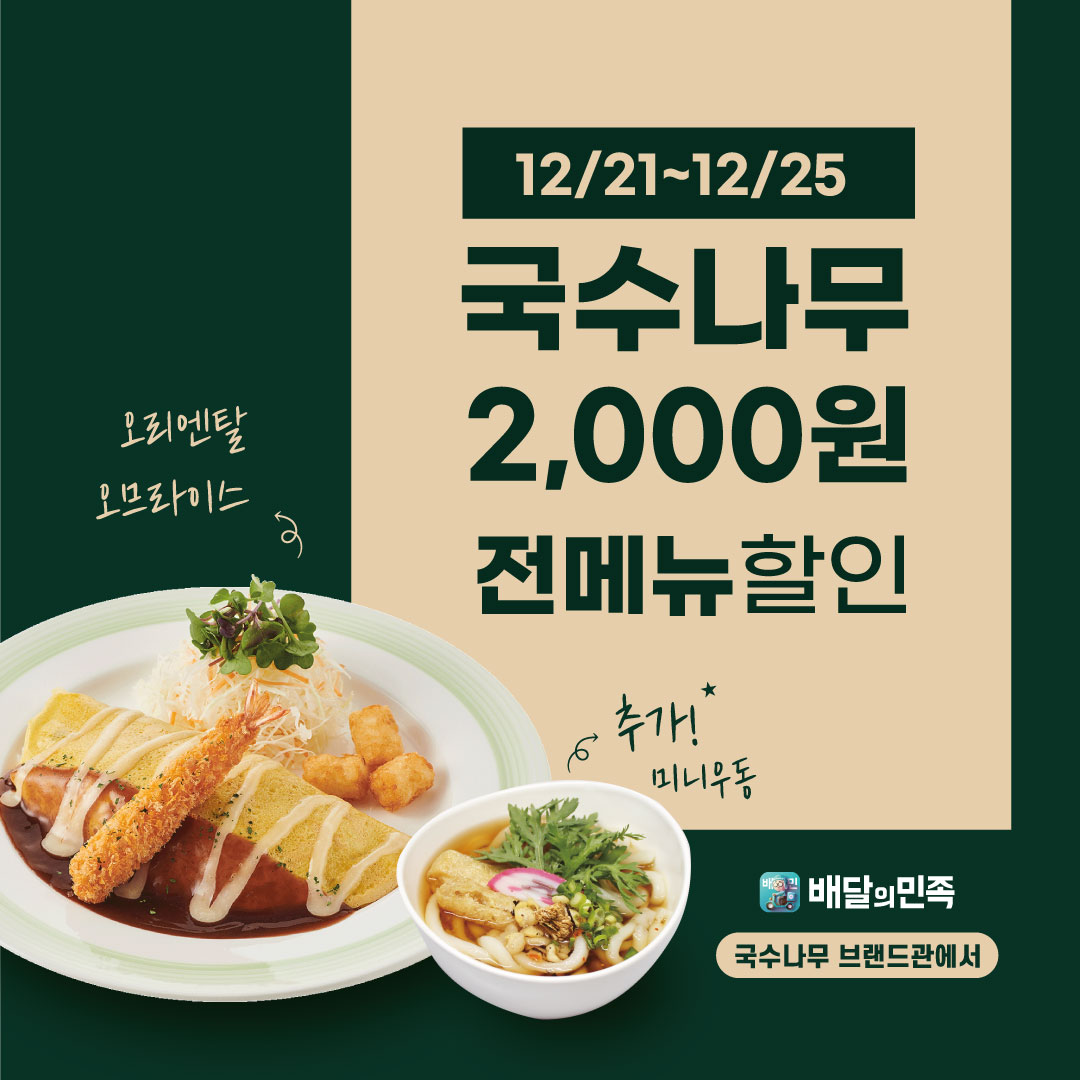 12/21~12/25
국수나무
2,000원
전메뉴할인
오리엔탈
오므라이스
추가!
미니우동
배달의민족
국수나무 브랜드관에서